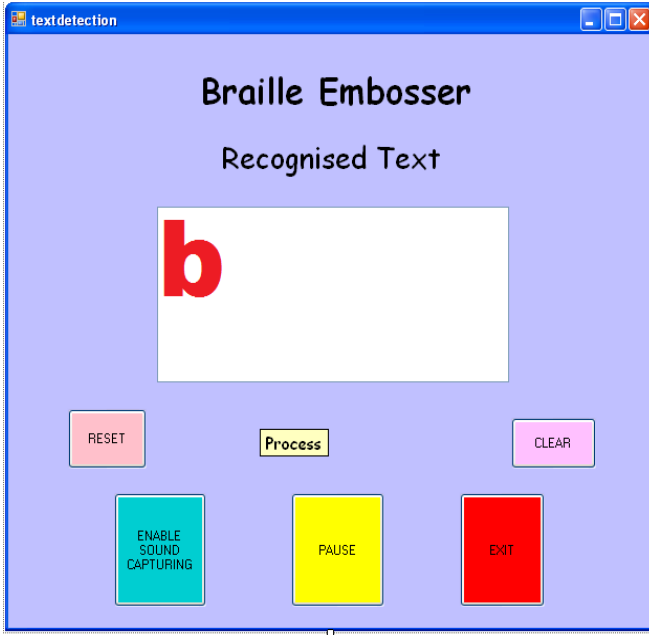 textdetection
Braille Embosser
Recognised Text
b
RESET
Process
CLEAR
ENABLE
SOUND
CAPTURING
PAUSE
EXIT